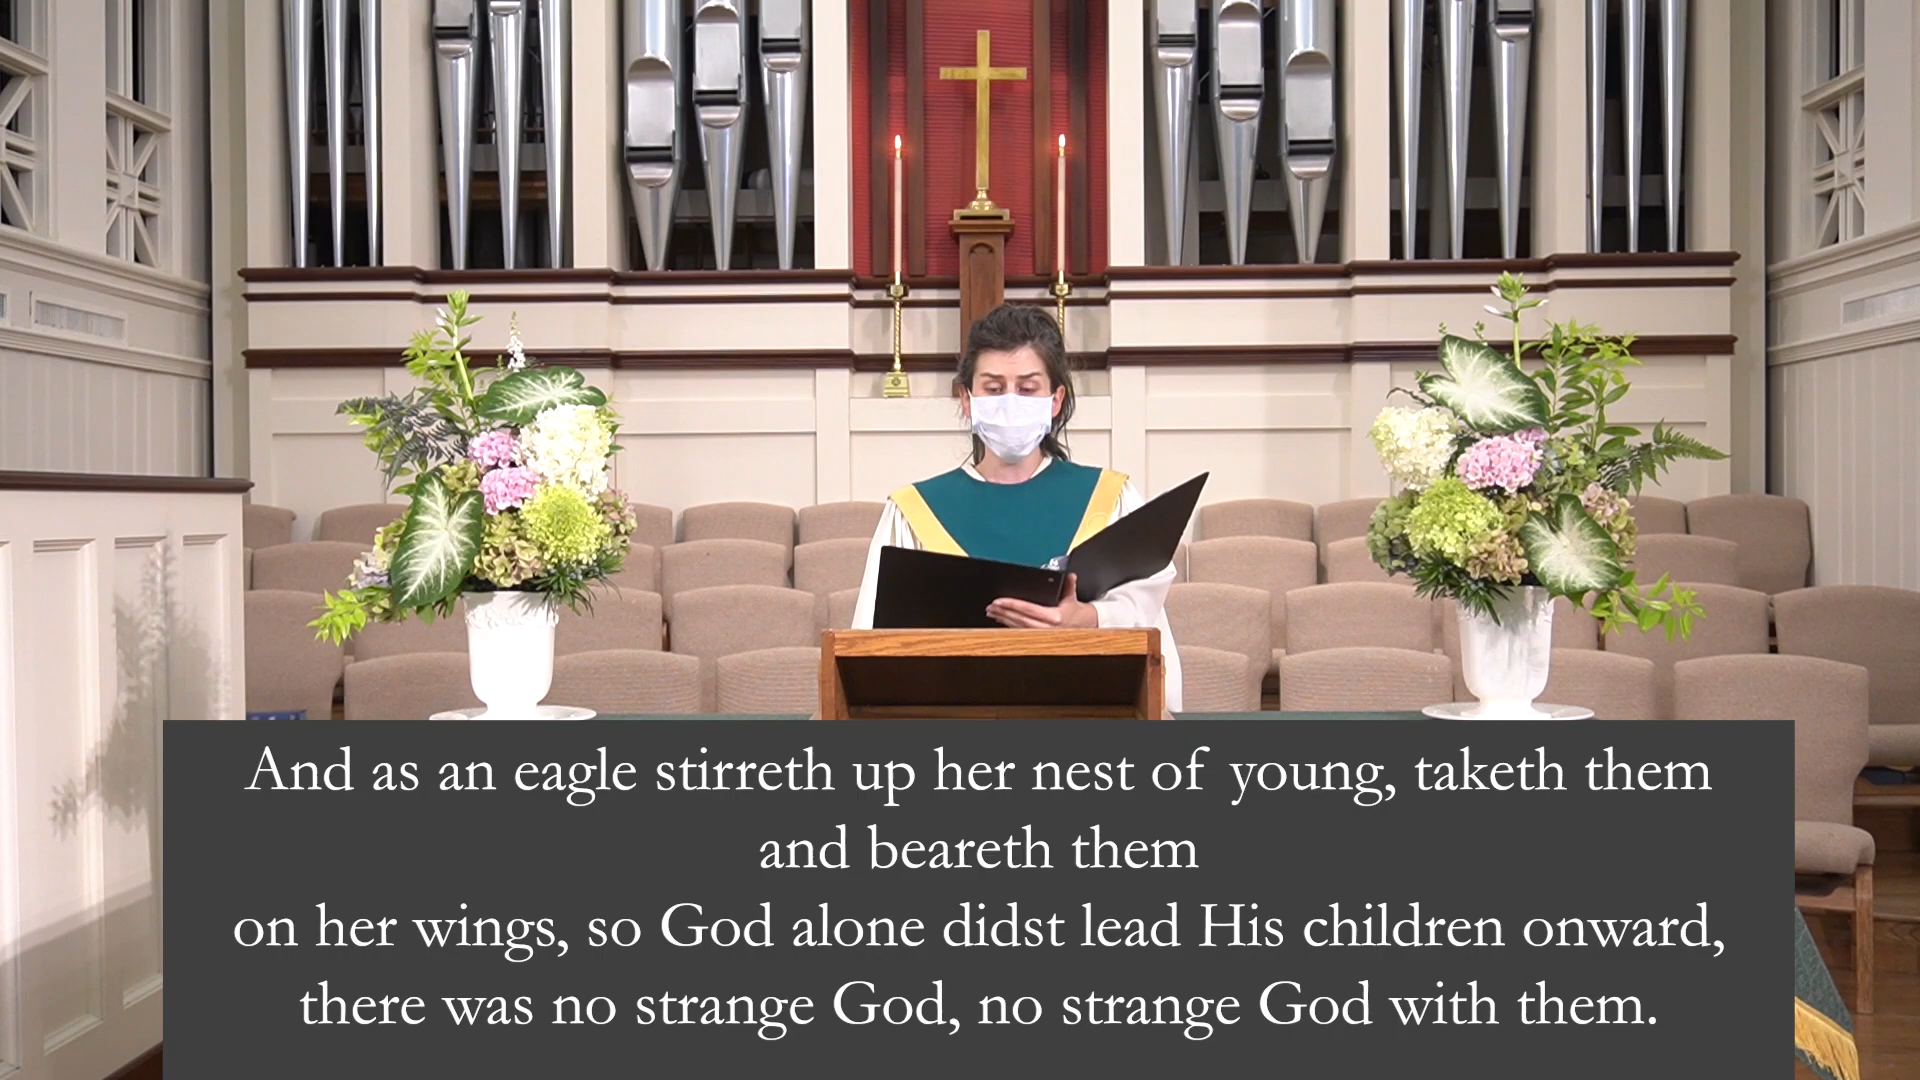 And as an eagle stirreth up her nest of young, taketh them
and beareth them
on her wings, so God alone didst lead His children onward,
there was no strange God, no strange God with them.